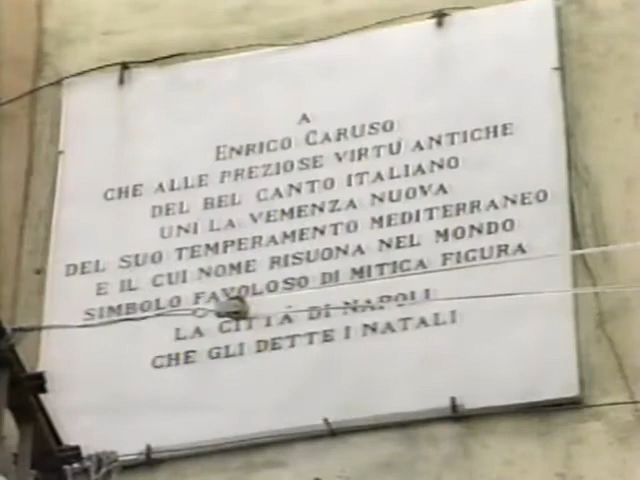 A
ENRICO CARUSO
CHE ALLE PREZIOSE VIRTÙ ANTICHE
DEL BEL CANTO ITALIANO
UNI LA VEMENZA NUOVA
DEL SUO TEMPERAMENTO MEDITERRANEO
E IL CUI NOME RISUONA NEL MONDO
SIMBOLO FAVOLOSO DI MITICA FIGURA
LA CITTÀ DI NAPOLI
CHE GLI DETTE I NATALI